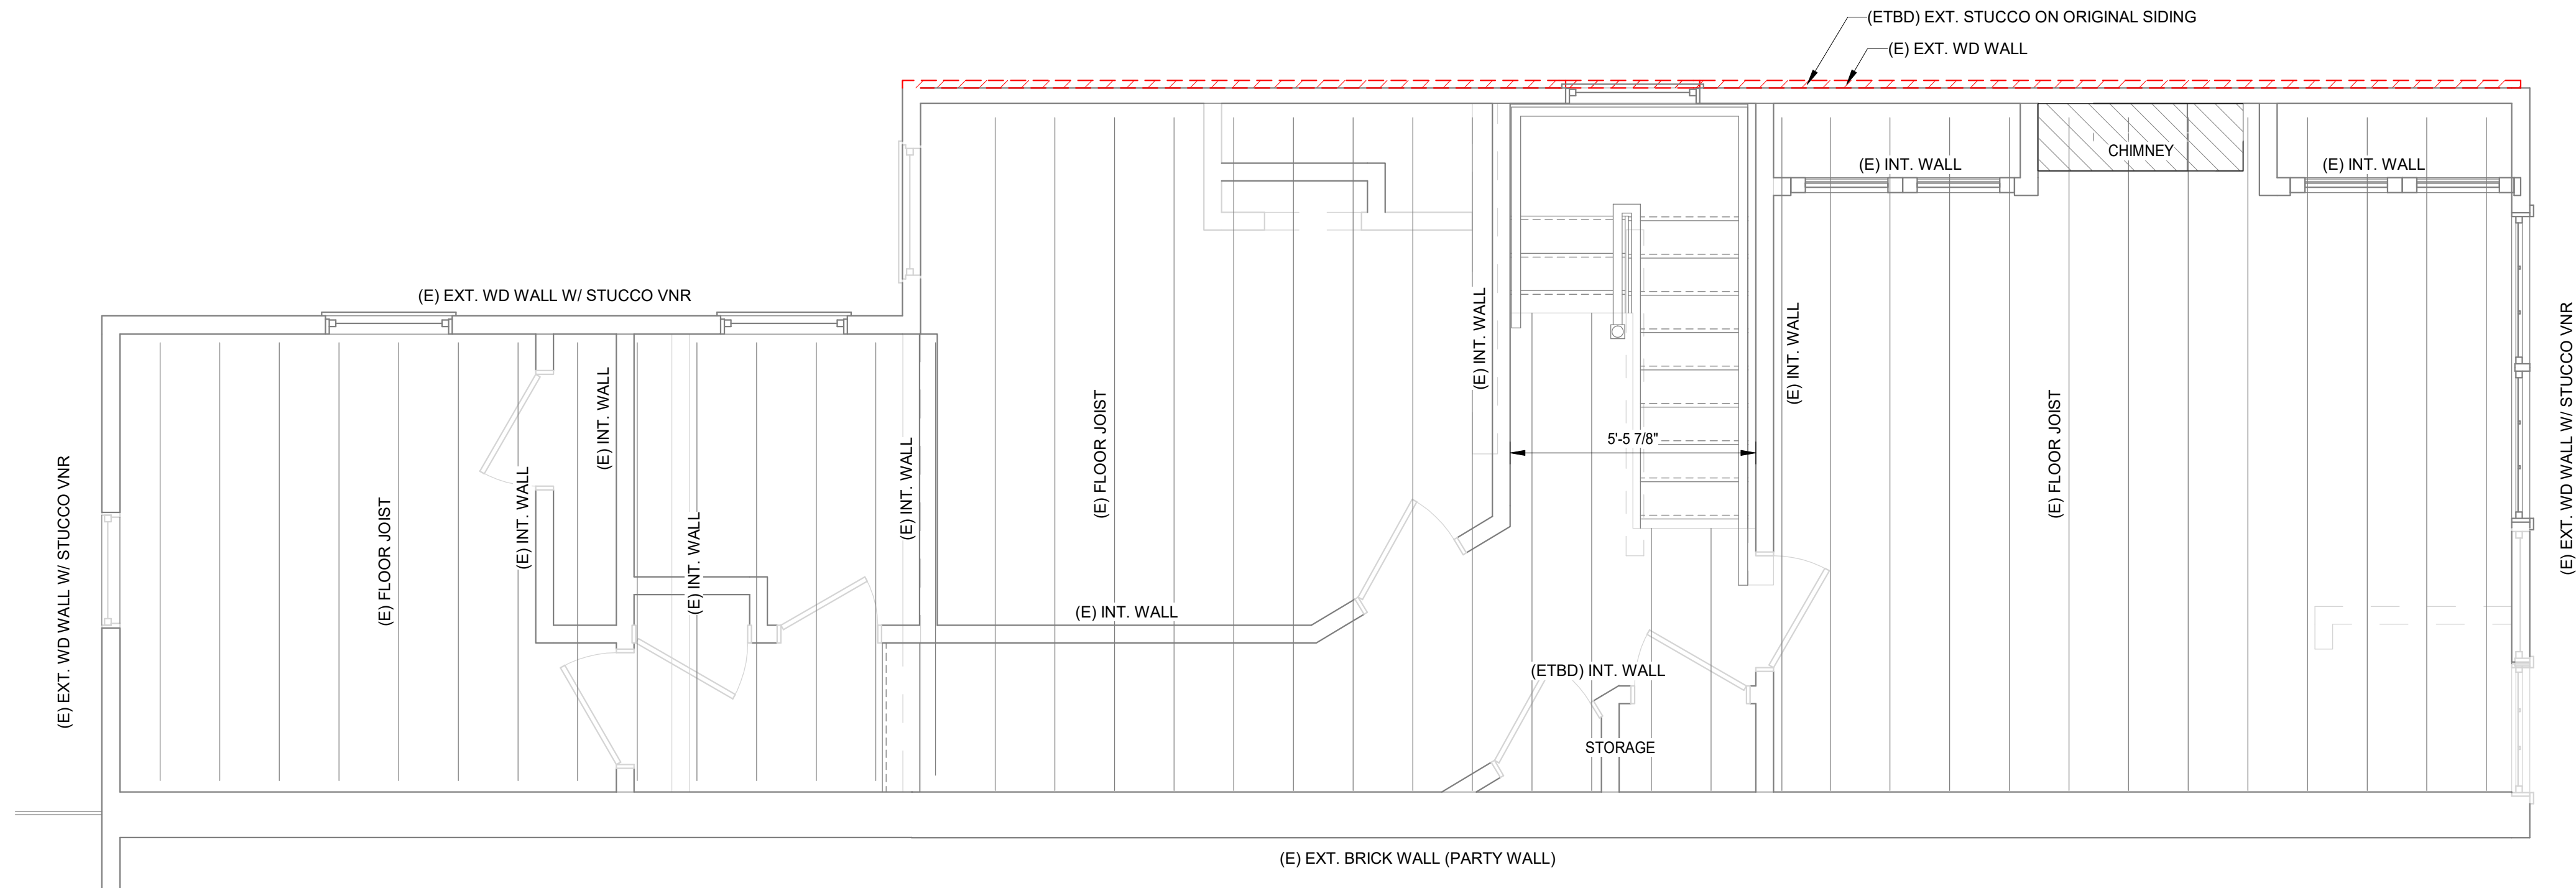 (ETBD) EXT. STUCCO ON ORIGINAL SIDING
(E) EXT. WD WALL
CHIMNEY
(E) INT. WALL
(E) INT. WALL
(E) EXT. WD WALL W/ STUCCO VNR
(E) INT. WALL
(E) INT. WALL
(E) EXT. WD WALL W/ STUCCO VNR
(E) INT. WALL
(E) FLOOR JOIST
(E) FLOOR JOIST
5'-5 7/8"
(E) INT. WALL
(E) EXT. WD WALL W/ STUCCO VNR
(E) INT. WALL
(E) FLOOR JOIST
(E) INT. WALL
(E) INT. WALL
(ETBD) INT. WALL
STORAGE
(E) EXT. BRICK WALL (PARTY WALL)